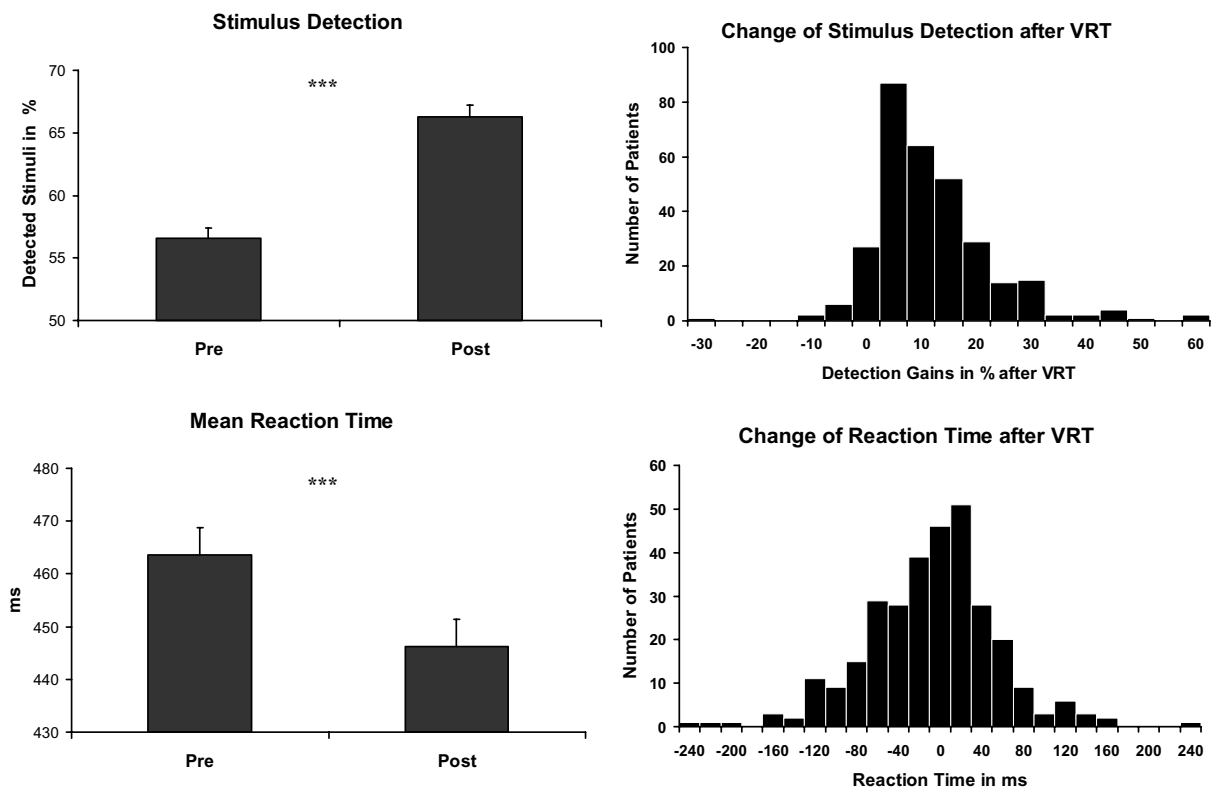 Stimulus Detection
Detected Stimuli in %
70
65
60
55
50
***
Pre Post
Change of Stimulus Detection after VRT
Number of Patients
100
80
60
40
20
0
-30 -20 -10 0 10 20 30 40 50 60
Detection Gains in % after VRT
Mean Reaction Time
ms
480
470
460
450
440
430
***
Pre Post
Change of Reaction Time after VRT
Number of Patients
60
50
40
30
20
10
0
-240 -200 -160 -120 -80 -40 0 40 80 120 160 200 240
Reaction Time in ms